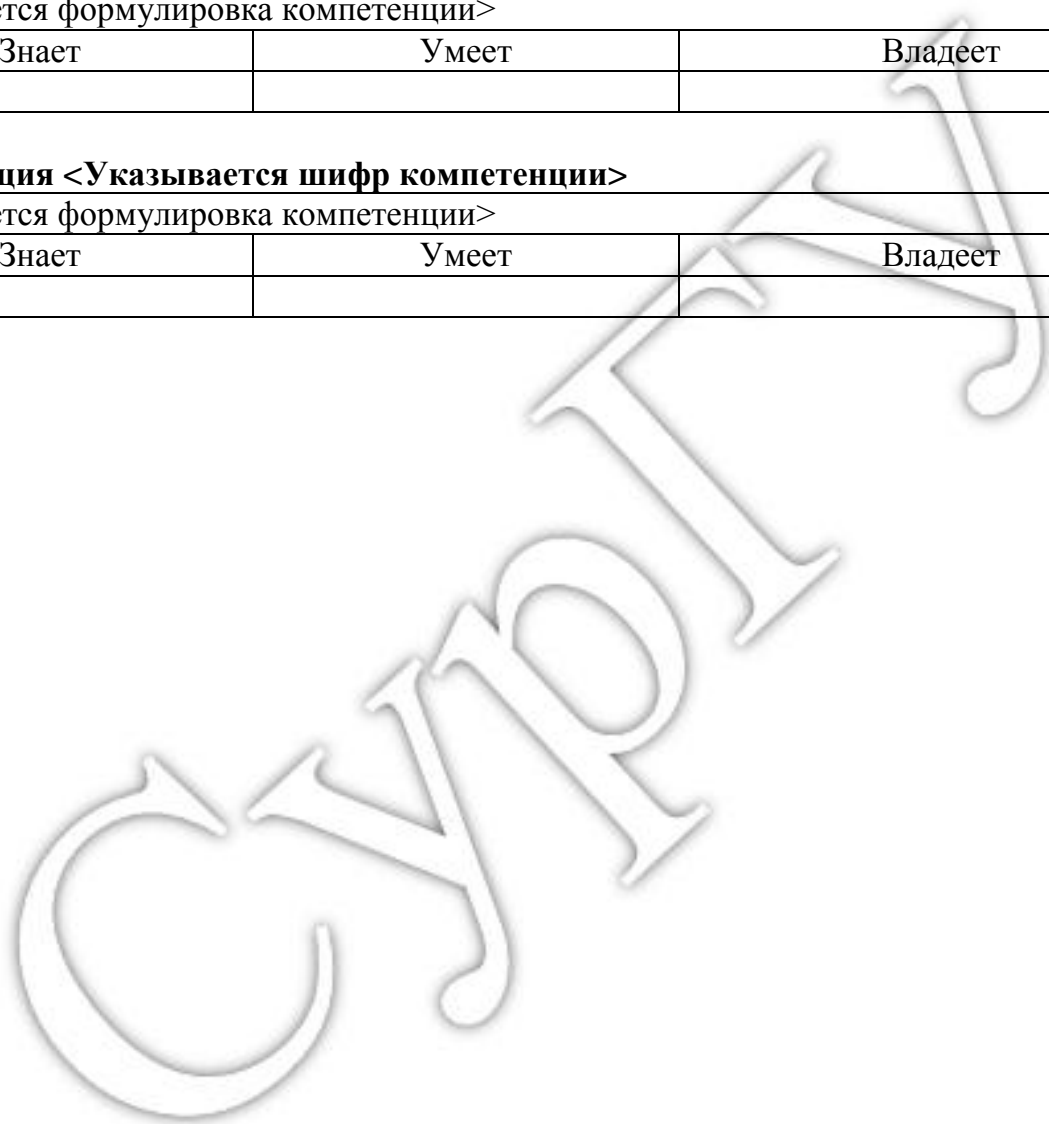 ется формулировка компетенции>
Знает Умеет Владеет
ция <Указывается шифр компетенции>
ется формулировка компетенции>
Знает Умеет Владеет
СурГУ